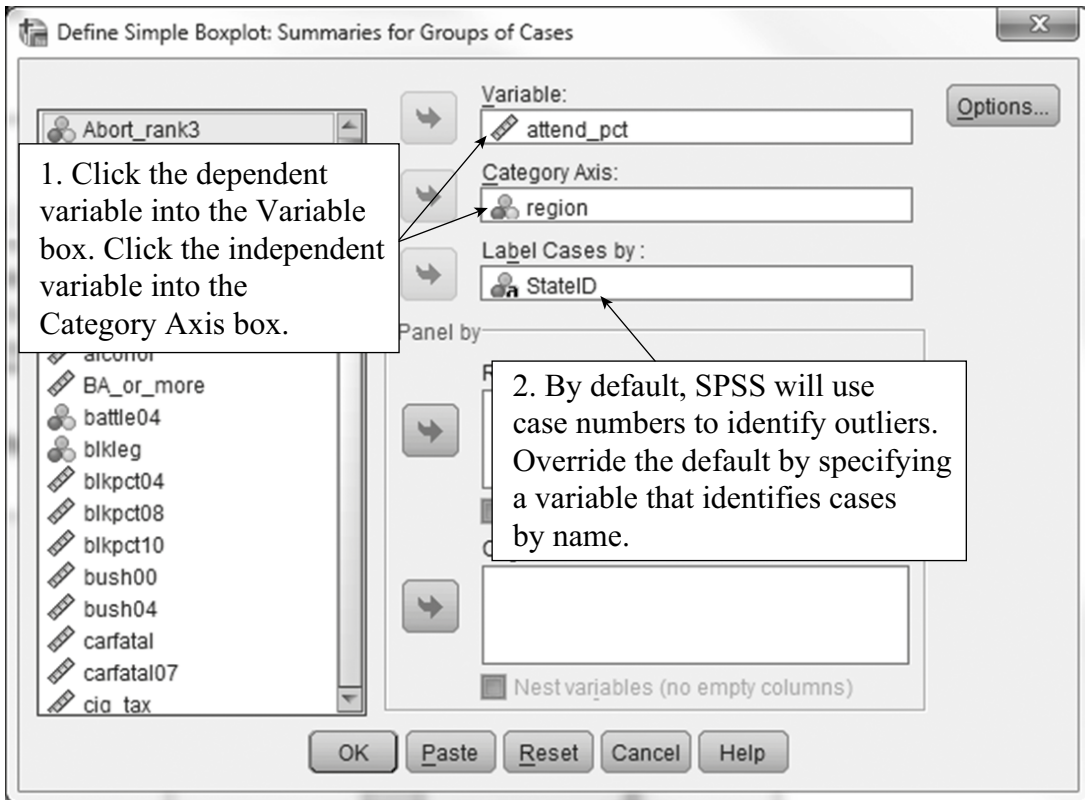 Define Simple Boxplot: Summaries for Groups of Cases
Variable:
Options...
Abort_rank3
attend_pct
1. Click the dependent
variable into the Variable
box. Click the independent
variable into the
Category Axis box.
Category Axis:
region
Label Cases by :
StateID
Panel by
alcohol
BA_or_more
battle04
blkleg
blkpct04
blkpct08
blkpct10
bush00
bush04
carfatal
carfatal07
cig_tax
2. By default, SPSS will use
case numbers to identify outliers.
Override the default by specifying
a variable that identifies cases
by name.
Nest variables (no empty columns)
OK
Paste
Reset
Cancel
Help